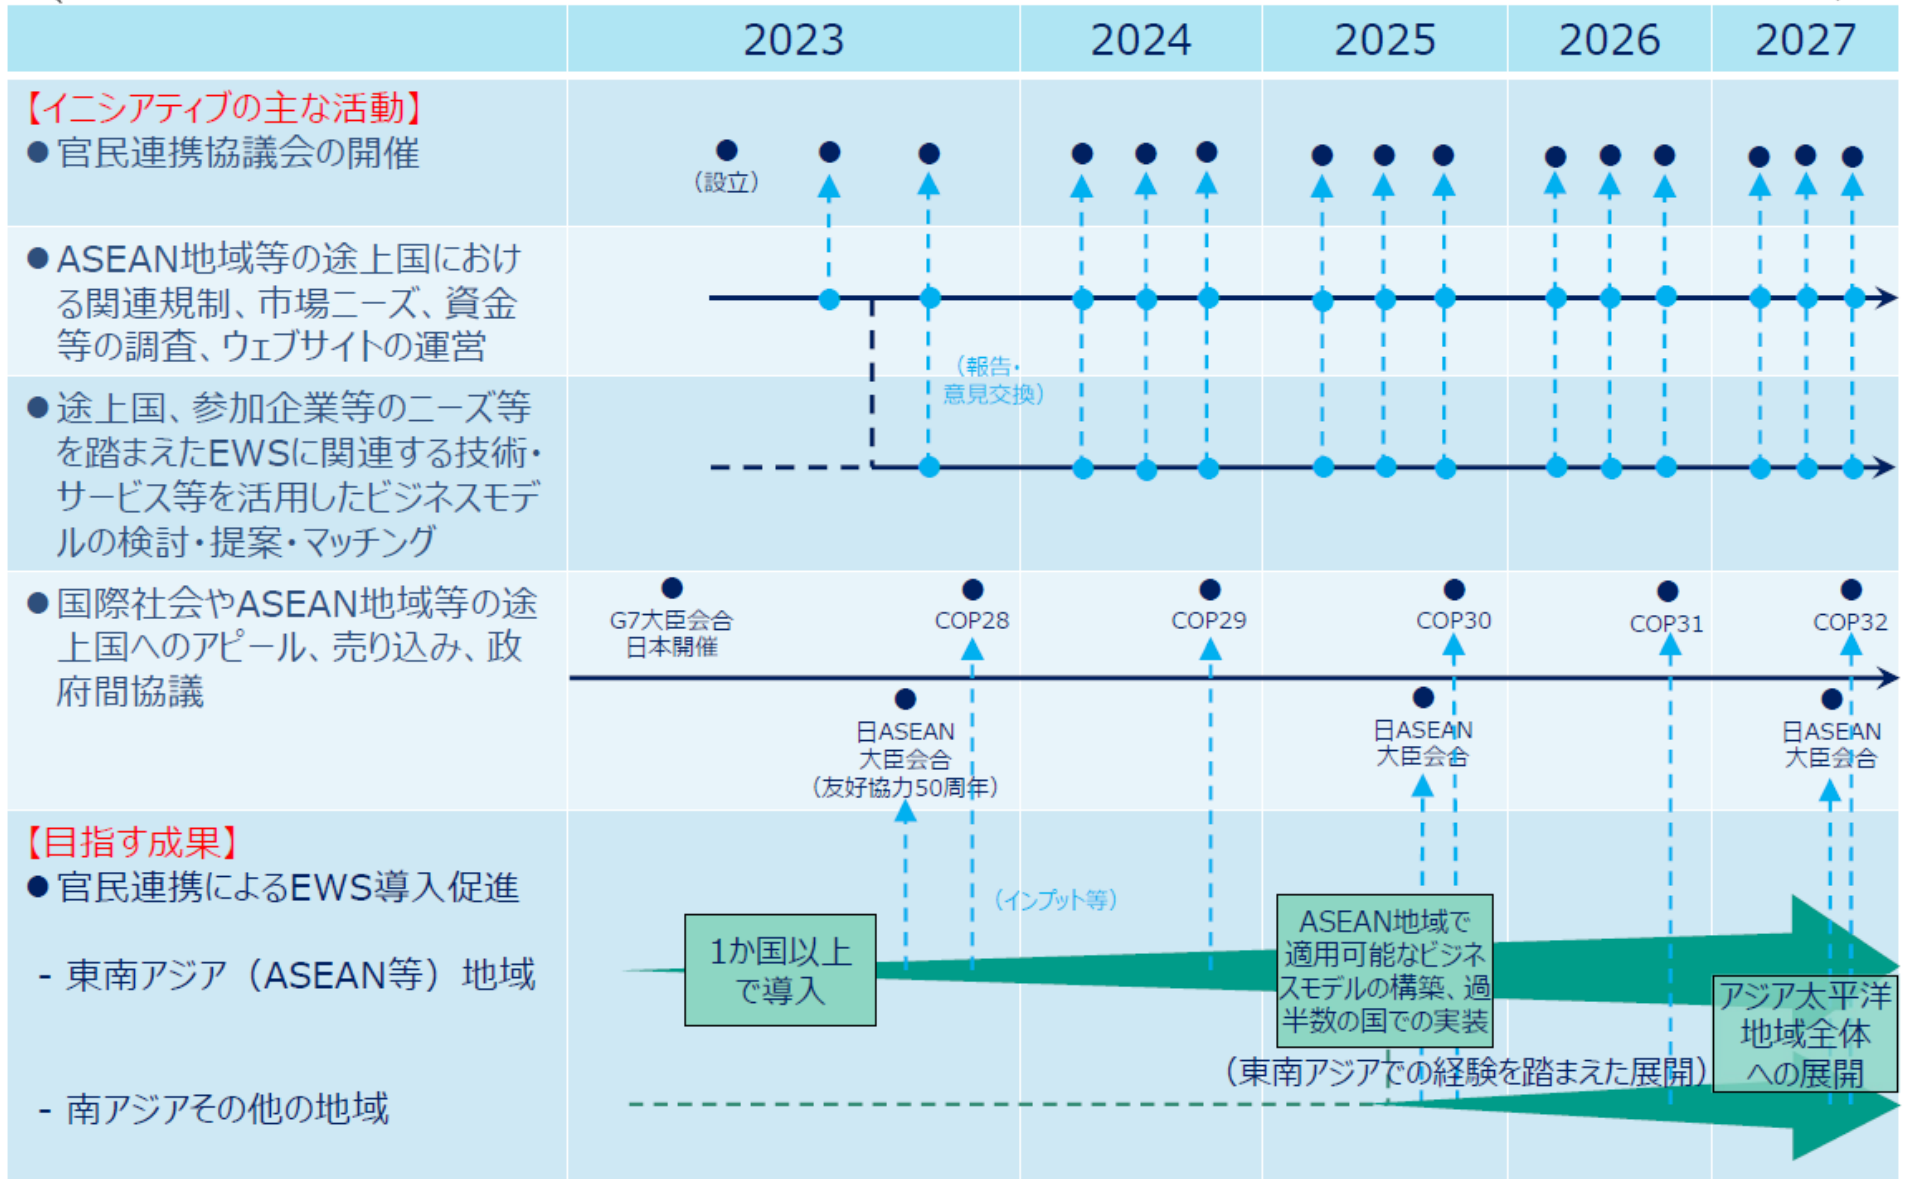 2023 2024 2025 2026 2027
【イニシアティブの主な活動】
●官民連携協議会の開催
（設立）
●ASEAN地域等の途上国におけ
る関連規制、市場ニーズ、資金
等の調査、ウェブサイトの運営
（報告・
意見交換）
●途上国、参加企業等のニーズ等
を踏まえたEWSに関連する技術・
サービス等を活用したビジネスモデ
ルの検討・提案・マッチング
●国際社会やASEAN地域等の途
上国へのアピール、売り込み、政
府間協議
G7大臣会合
日本開催
COP28
COP29
COP30
COP31
COP32
日ASEAN
大臣会合
（友好協力50周年）
日ASEAN
大臣会合
日ASEAN
大臣会合
【目指す成果】
●官民連携によるEWS導入促進
（インプット等）
- 東南アジア（ASEAN等）地域
1か国以上
で導入
ASEAN地域で
適用可能なビジネ
スモデルの構築、過
半数の国での実装
アジア太平洋
地域全体
への展開
（東南アジアでの経験を踏まえた展開）
- 南アジアその他の地域